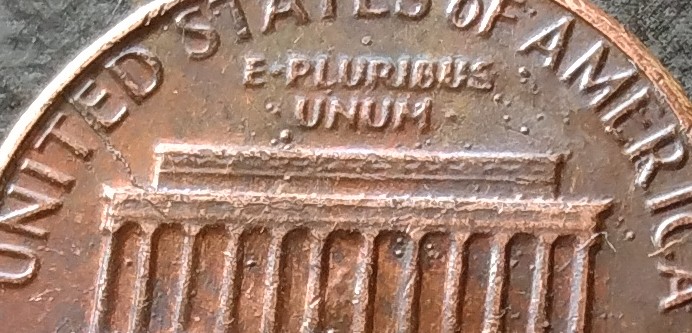 UNITED STATES OF AMERICA
E·PLURIBUS
UNUM